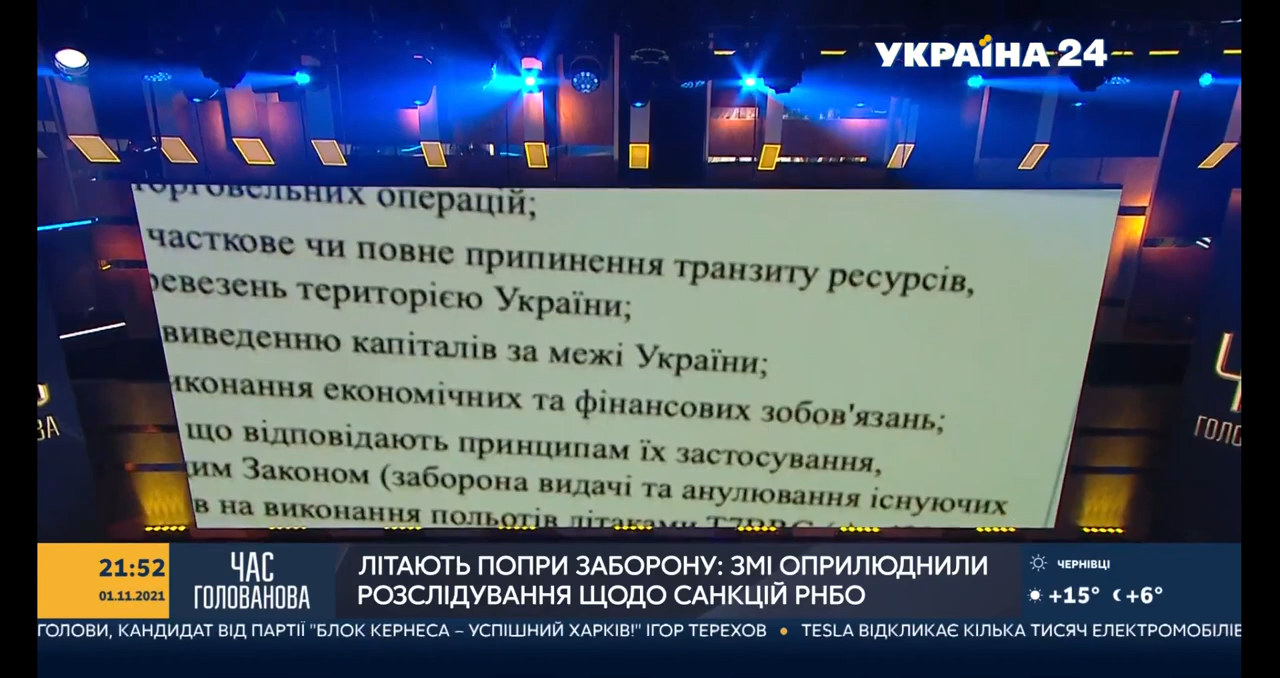 УКРАЇНА 24
торговельних операцій;
часткове чи повне припинення транзиту ресурсів,
територією України;
виведенню капіталів за межі України;
економічних та фінансових зобов'язань;
що відповідають принципам їх застосування,
Законом (заборона видачі та анулювання існуючих
в на виконання польотів літаками
21:52
01.11.2021
ЧАС
ГОЛОВАНОВА
ЛІТАЮТЬ ПОПРИ ЗАБОРОНУ: ЗМІ ОПРИЛЮДНИЛИ
РОЗСЛІДУВАННЯ ЩОДО САНКЦІЙ РНБО
ЧЕРНІВЦІ
+15° +6°
ГОЛОВИ, КАНДИДАТ ВІД ПАРТІЇ "БЛОК КЕРНЕСА – УСПІШНИЙ ХАРКІВ!" ІГОР ТЕРЕХОВ • TESLA ВІДКЛИКАЄ КІЛЬКА ТИСЯЧ ЕЛЕКТРОМОБІЛІВ